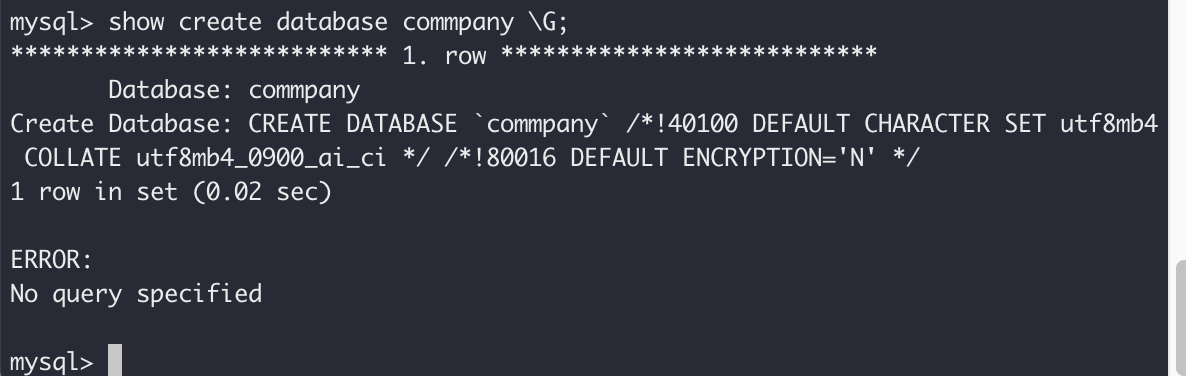 mysql> show create database commpany \G;
*************************** 1. row ***************************
Database: commpany
Create Database: CREATE DATABASE `commpany` /*!40100 DEFAULT CHARACTER SET utf8mb4
COLLATE utf8mb4_0900_ai_ci */ /*!80016 DEFAULT ENCRYPTION='N' */
1 row in set (0.02 sec)
ERROR:
No query specified
mysql>